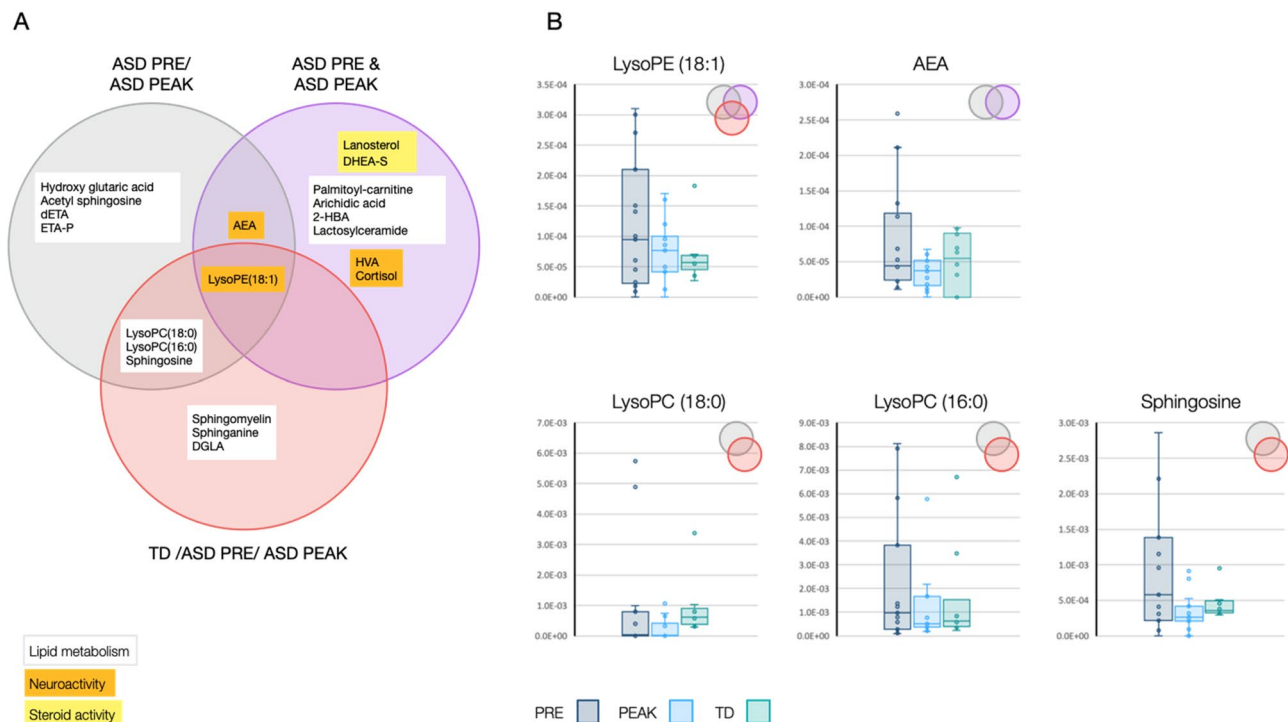 A
ASD PRE/
ASD PEAK
ASD PRE &
ASD PEAK
Lanosterol
DHEA-S
Hydroxy glutaric acid
Acetyl sphingosine
dETA
ETA-P
Palmitoyl-carnitine
Arichidic acid
2-HBA
Lactosylceramide
AEA
HVA
Cortisol
LysoPE(18:1)
LysoPC(18:0)
LysoPC(16:0)
Sphingosine
Sphingomyelin
Sphinganine
DGLA
TD /ASD PRE/ ASD PEAK
Lipid metabolism
Neuroactivity
Steroid activity
B
LysoPE (18:1)
3.5E-04
3.0E-04
2.5E-04
2.0E-04
1.5E-04
1.0E-04
5.0E-05
0.0E+00
AEA
3.0E-04
2.5E-04
2.0E-04
1.5E-04
1.0E-04
5.0E-05
0.0E+00
LysoPC (18:0)
7.0E-03
6.0E-03
5.0E-03
4.0E-03
3.0E-03
2.0E-03
1.0E-03
0.0E+00
LysoPC (16:0)
9.0E-03
8.0E-03
7.0E-03
6.0E-03
5.0E-03
4.0E-03
3.0E-03
2.0E-03
1.0E-03
0.0E+00
Sphingosine
3.0E-03
2.5E-03
2.0E-03
1.5E-03
1.0E-03
5.0E-04
0.0E+00
PRE PEAK TD